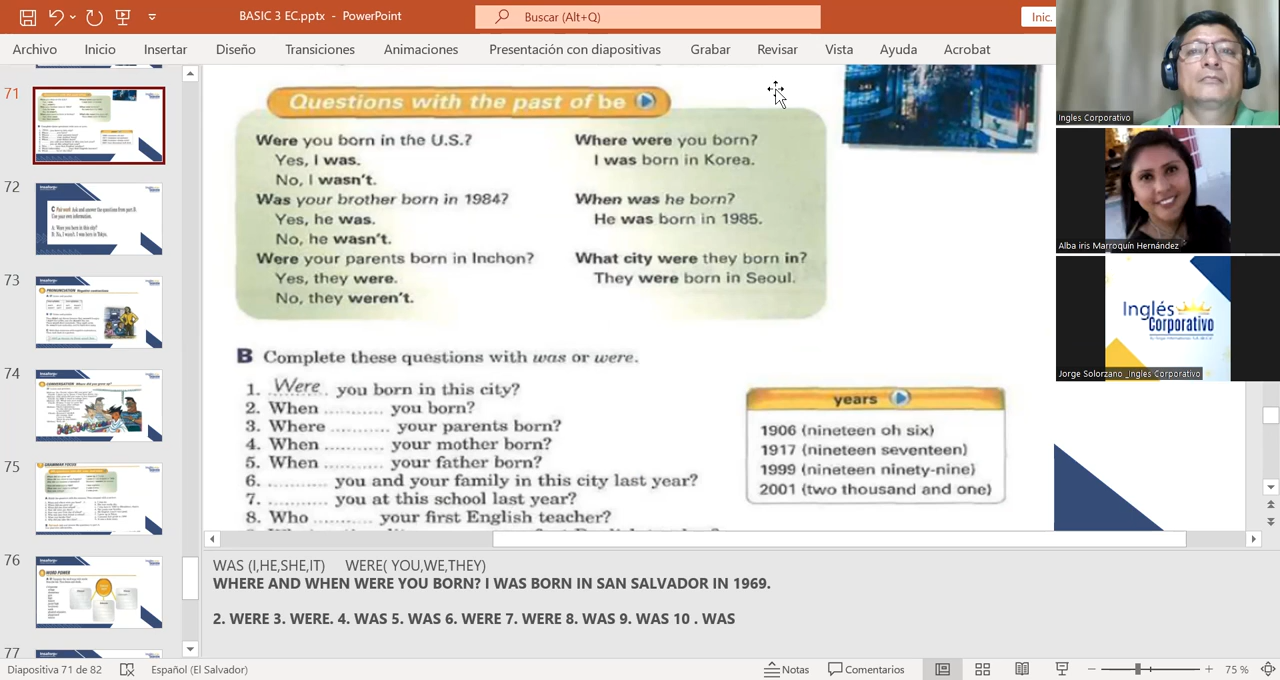 BASIC 3 EC.pptx - PowerPoint
Buscar (Alt+Q)
Inic.
Archivo Inicio Insertar Diseño Transiciones Animaciones Presentación con diapositivas Grabar Revisar Vista Ayuda Acrobat
71
72
73
74
75
76
77
Questions with the past of be
Were you born in the U.S.?
Yes, I was.
No, I wasn't.
Was your brother born in 1984?
Yes, he was.
No, he wasn't.
Were your parents born in Inchon?
Yes, they were.
No, they weren't.
Where were you born?
I was born in Korea.
When was he born?
He was born in 1985.
What city were they born in?
They were born in Seoul.
B Complete these questions with was or were.
1. Were you born in this city?
2. When .......... you born?
3. Where .......... your parents born?
4. When .......... your mother born?
5. When .......... your father born?
6. .......... you and your family in this city last year?
7. .......... you at this school last year?
8. Who .......... your first English teacher?
years
1906 (nineteen oh six)
1917 (nineteen seventeen)
1999 (nineteen ninety-nine)
2001 (two thousand and one)
WAS (I,HE,SHE,IT) WERE( YOU,WE,THEY)
WHERE AND WHEN WERE YOU BORN? I WAS BORN IN SAN SALVADOR IN 1969.
2. WERE 3. WERE. 4. WAS 5. WAS 6. WERE 7. WERE 8. WAS 9. WAS 10 . WAS
Diapositiva 71 de 82
Español (El Salvador)
Notas
Comentarios
75 %
Ingles Corporativo
Alba iris Marroquín Hernández
Inglés
Corporativo
Jorge Solorzano _Ingles Corporativo